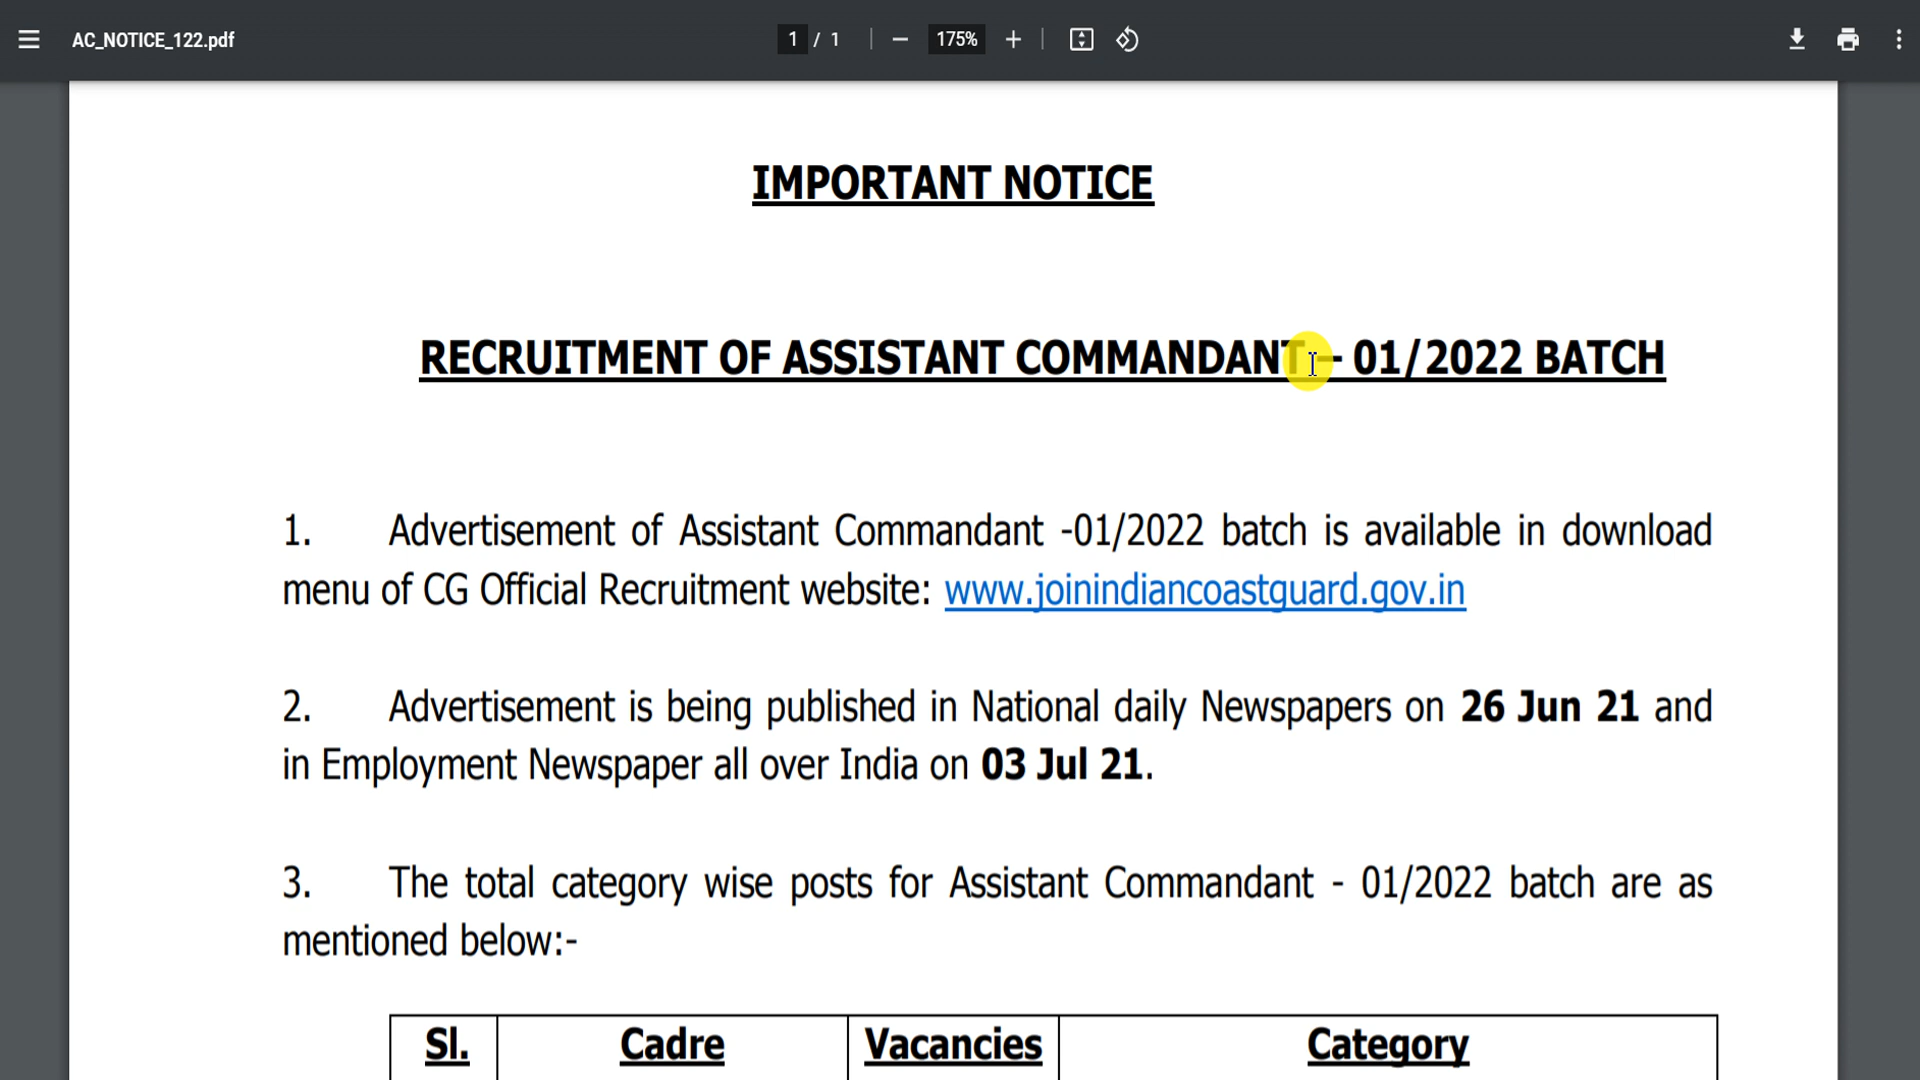 AC_NOTICE_122.pdf
1 / 1
175%
IMPORTANT NOTICE
RECRUITMENT OF ASSISTANT COMMANDANT – 01/2022 BATCH
1. Advertisement of Assistant Commandant -01/2022 batch is available in download
menu of CG Official Recruitment website: www.joinindiancoastguard.gov.in
2. Advertisement is being published in National daily Newspapers on 26 Jun 21 and
in Employment Newspaper all over India on 03 Jul 21.
3. The total category wise posts for Assistant Commandant - 01/2022 batch are as
mentioned below:-
Sl. Cadre Vacancies Category